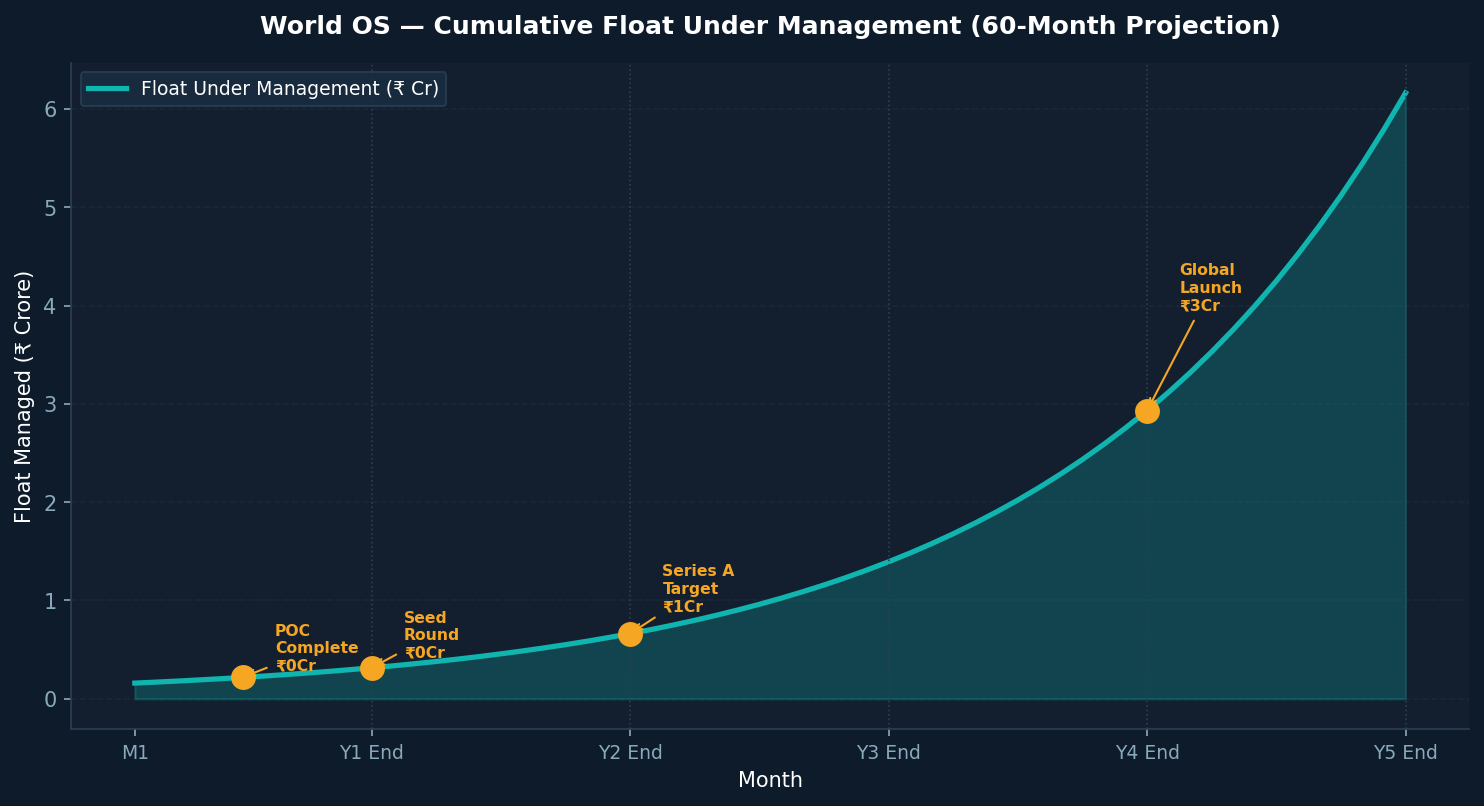 World OS — Cumulative Float Under Management (60-Month Projection)
Float Under Management (₹ Cr)
Float Managed (₹ Crore)
6
5
4
3
2
1
0
Global
Launch
₹3Cr
Series A
Target
₹1Cr
Seed
Round
₹0Cr
POC
Complete
₹0Cr
M1
Y1 End
Y2 End
Y3 End
Y4 End
Y5 End
Month